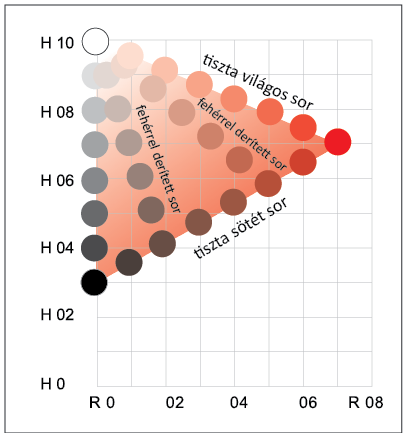 H 10
tiszta világos sor
H 08
fehérrel derített sor
fehérrel derített sor
H 06
tiszta sötét sor
H 04
H 02
H 0
R 0 02 04 06 R 08